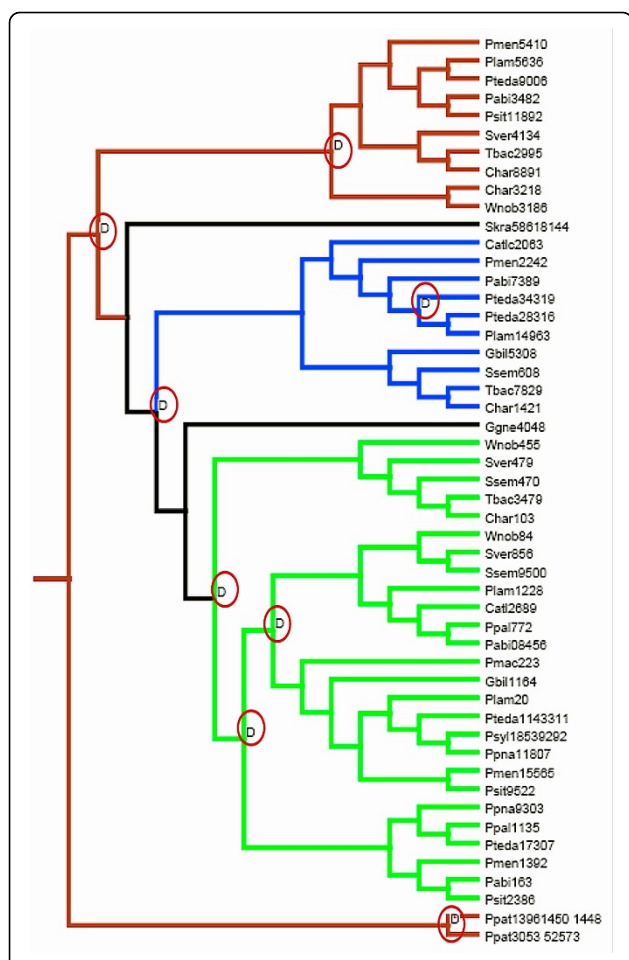 Pmen5410
Plam5636
Pteda9006
Pabi3482
Psit11892
D
Sver4134
Tbac2995
Char8891
Char3218
Wnob3186
D
Skra58618144
Catlc2063
Pmen2242
Pabi7389
D
Pteda34319
Pteda28316
Plam14963
Gbil5308
Ssem608
Tbac7829
Char1421
D
Ggne4048
Wnob455
Sver479
Ssem470
Tbac3479
Char103
Wnob84
Sver856
Ssem9500
D
Plam1228
Catl2689
D
Ppal772
Pabi08456
Pmac223
Gbil1164
Plam20
Pteda1143311
D
Psyl18539292
Ppna11807
Pmen15565
Psit9522
Ppna9303
Ppal1135
Pteda17307
Pmen1392
Pabi163
Psit2386
D
Ppat13961450 1448
Ppat3053 52573